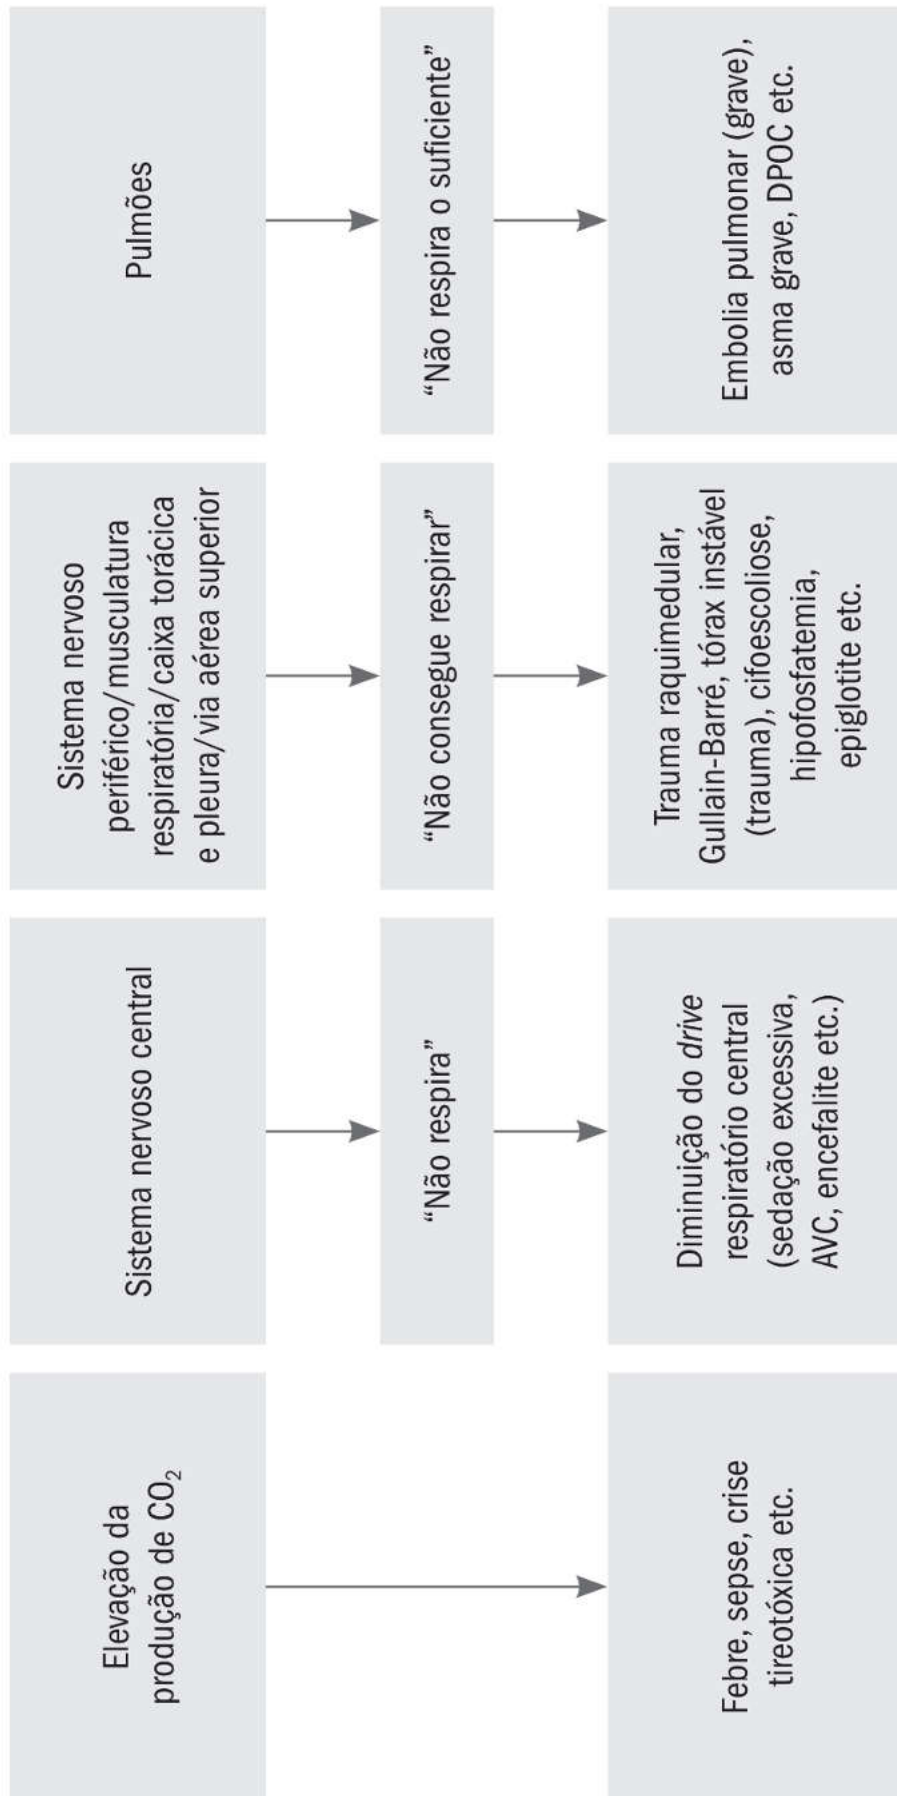 Elevação da
produção de CO₂
Sistema nervoso central
Sistema nervoso
periférico/musculatura
respiratória/caixa torácica
e pleura/via aérea superior
Pulmões
“Não respira”
“Não consegue respirar”
“Não respira o suficiente”
Febre, sepse, crise
tireotóxica etc.
Diminuição do drive
respiratório central
(sedação excessiva,
AVC, encefalite etc.)
Trauma raquimedular,
Gullain-Barré, tórax instável
(trauma), cifoescoliose,
hipofosfatemia,
epiglotite etc.
Embolia pulmonar (grave),
asma grave, DPOC etc.